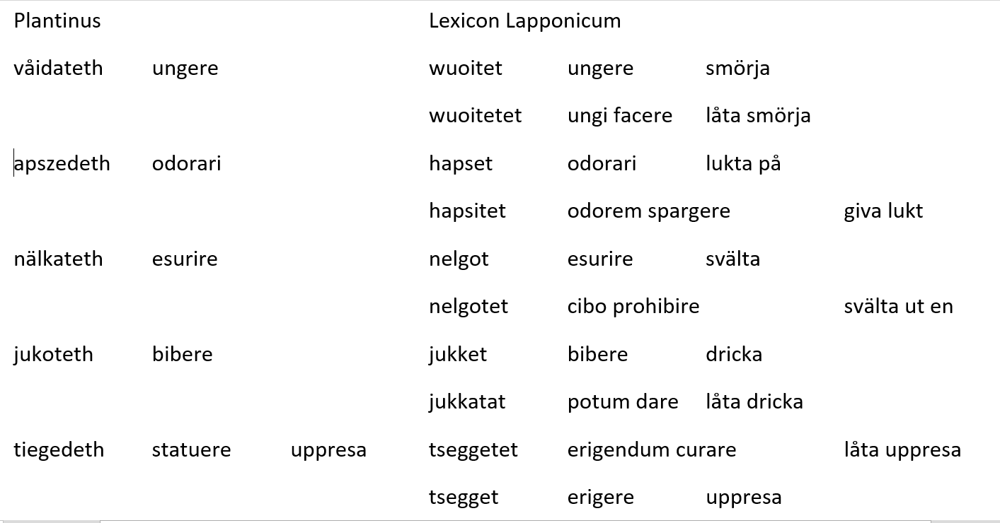 Plantinus Lexicon Lapponicum
våidateth ungere wuoitet ungere smörja
wuoitetet ungi facere låta smörja
apszedeth odorari hapset odorari lukta på
hapsitet odorem spargere giva lukt
nälkateth esurire nelgot esurire svälta
nelgotet cibo prohibire svälta ut en
jukoteth bibere jukket bibere dricka
jukkatat potum dare låta dricka
tiegedeth statuere uppresa tseggetet erigendum curare låta uppresa
tsegget erigere uppresa